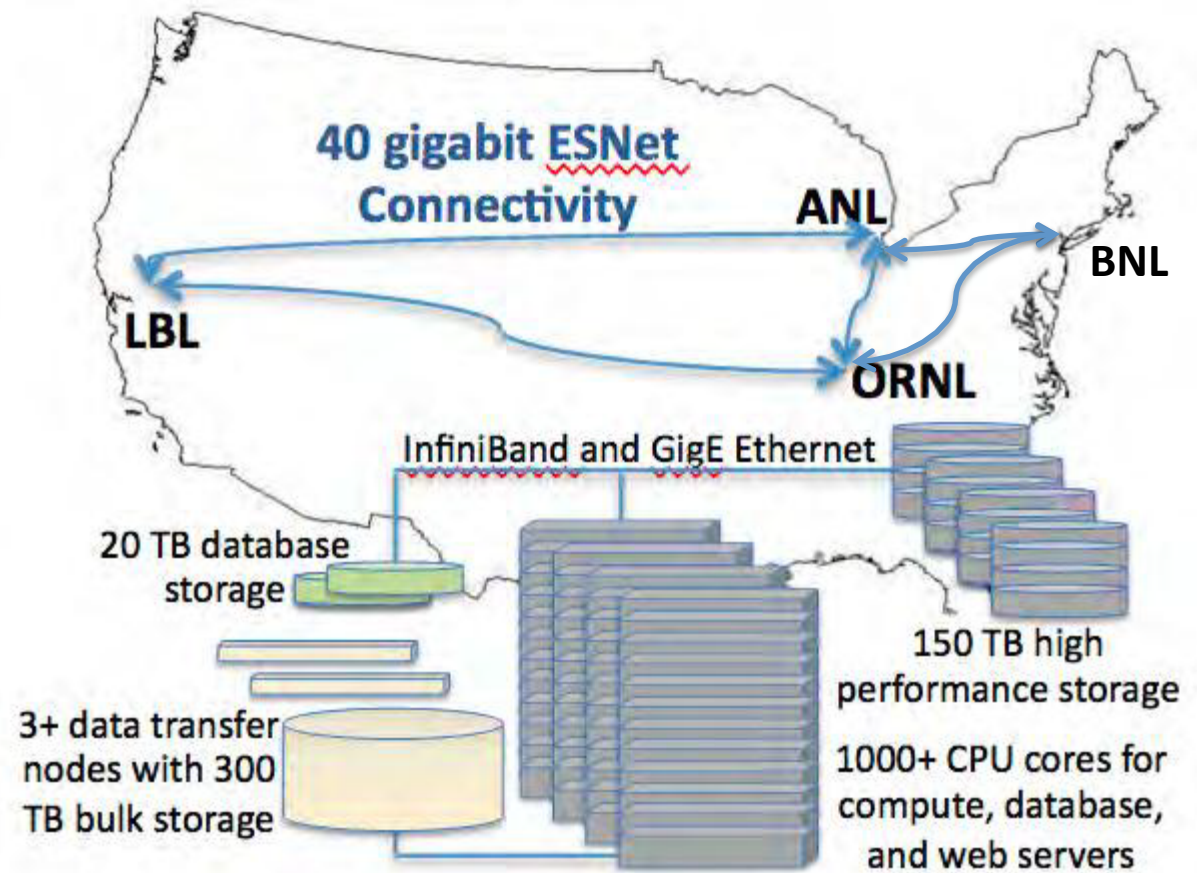 40 gigabit ESNet
Connectivity
ANL
BNL
LBL
ORNL
InfiniBand and GigE Ethernet
20 TB database
storage
150 TB high
performance storage
3+ data transfer
nodes with 300
TB bulk storage
1000+ CPU cores for
compute, database,
and web servers